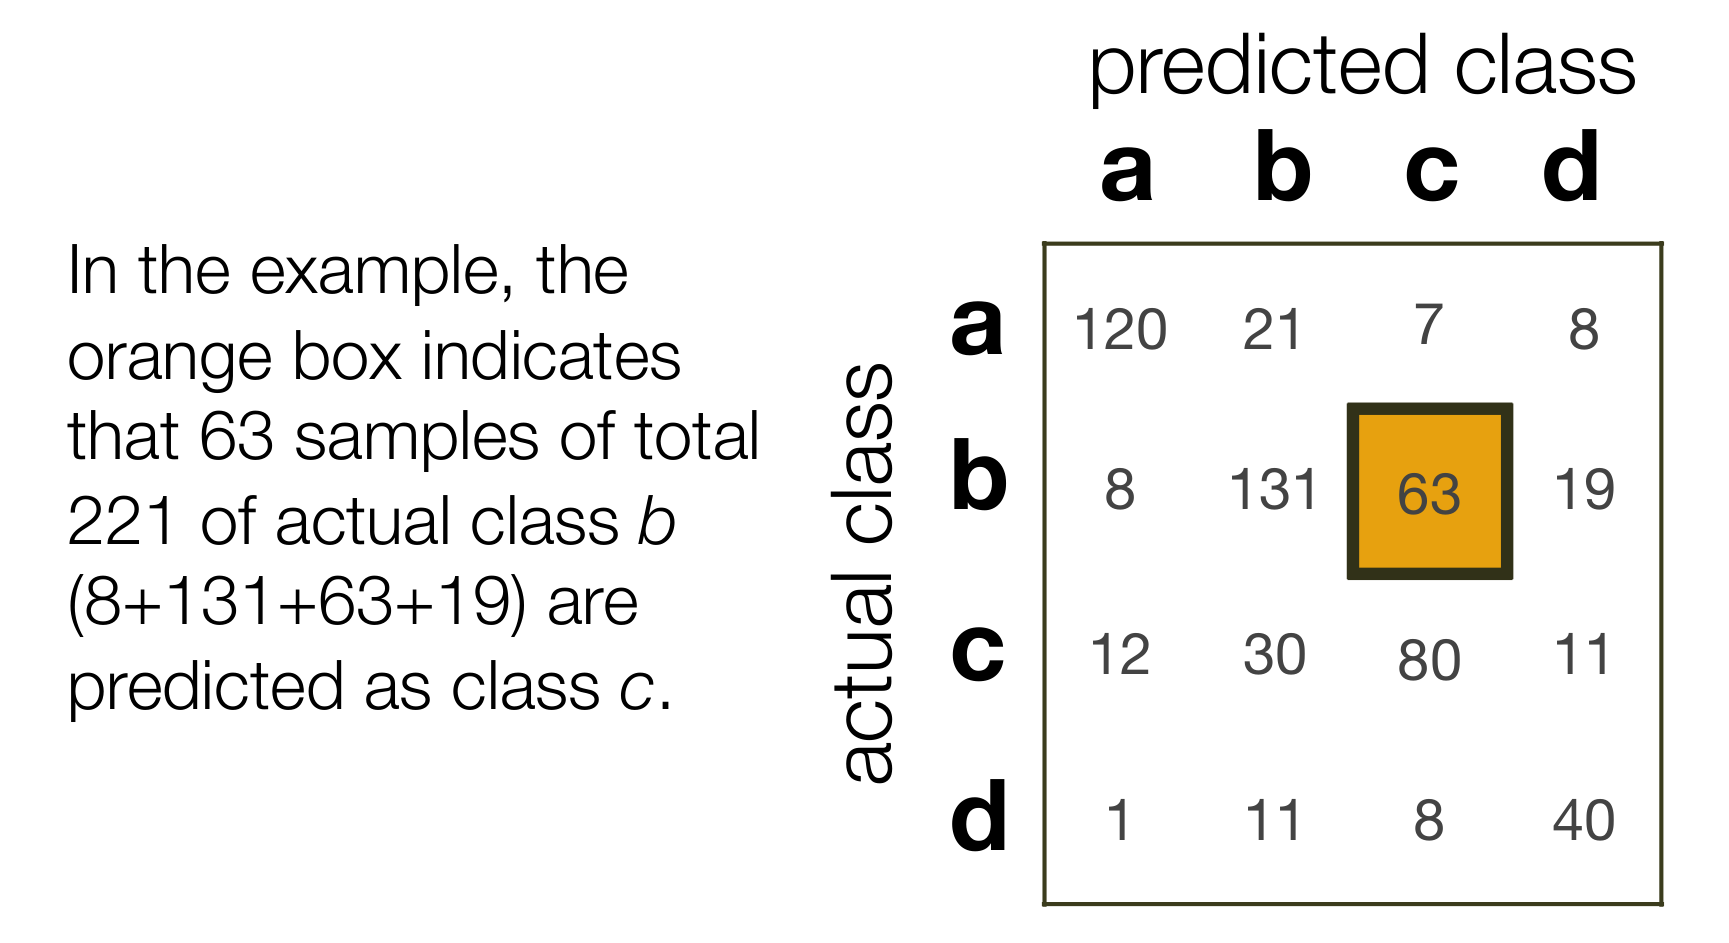 In the example, the
orange box indicates
that 63 samples of total
221 of actual class b
(8+131+63+19) are
predicted as class c.
predicted class
a b c d
actual class
a 120 21 7 8
b 8 131 63 19
c 12 30 80 11
d 1 11 8 40